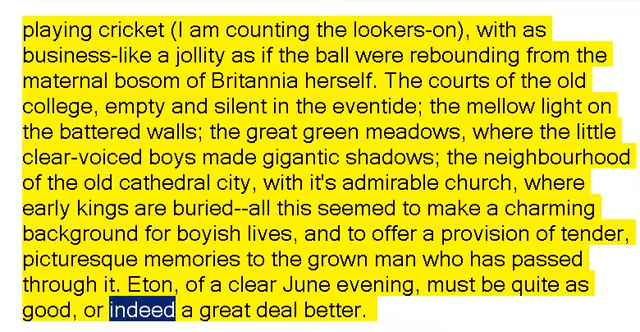 playing cricket (I am counting the lookers-on), with as
business-like a jollity as if the ball were rebounding from the
maternal bosom of Britannia herself. The courts of the old
college, empty and silent in the eventide; the mellow light on
the battered walls; the great green meadows, where the little
clear-voiced boys made gigantic shadows; the neighbourhood
of the old cathedral city, with it's admirable church, where
early kings are buried--all this seemed to make a charming
background for boyish lives, and to offer a provision of tender,
picturesque memories to the grown man who has passed
through it. Eton, of a clear June evening, must be quite as
good, or indeed a great deal better.